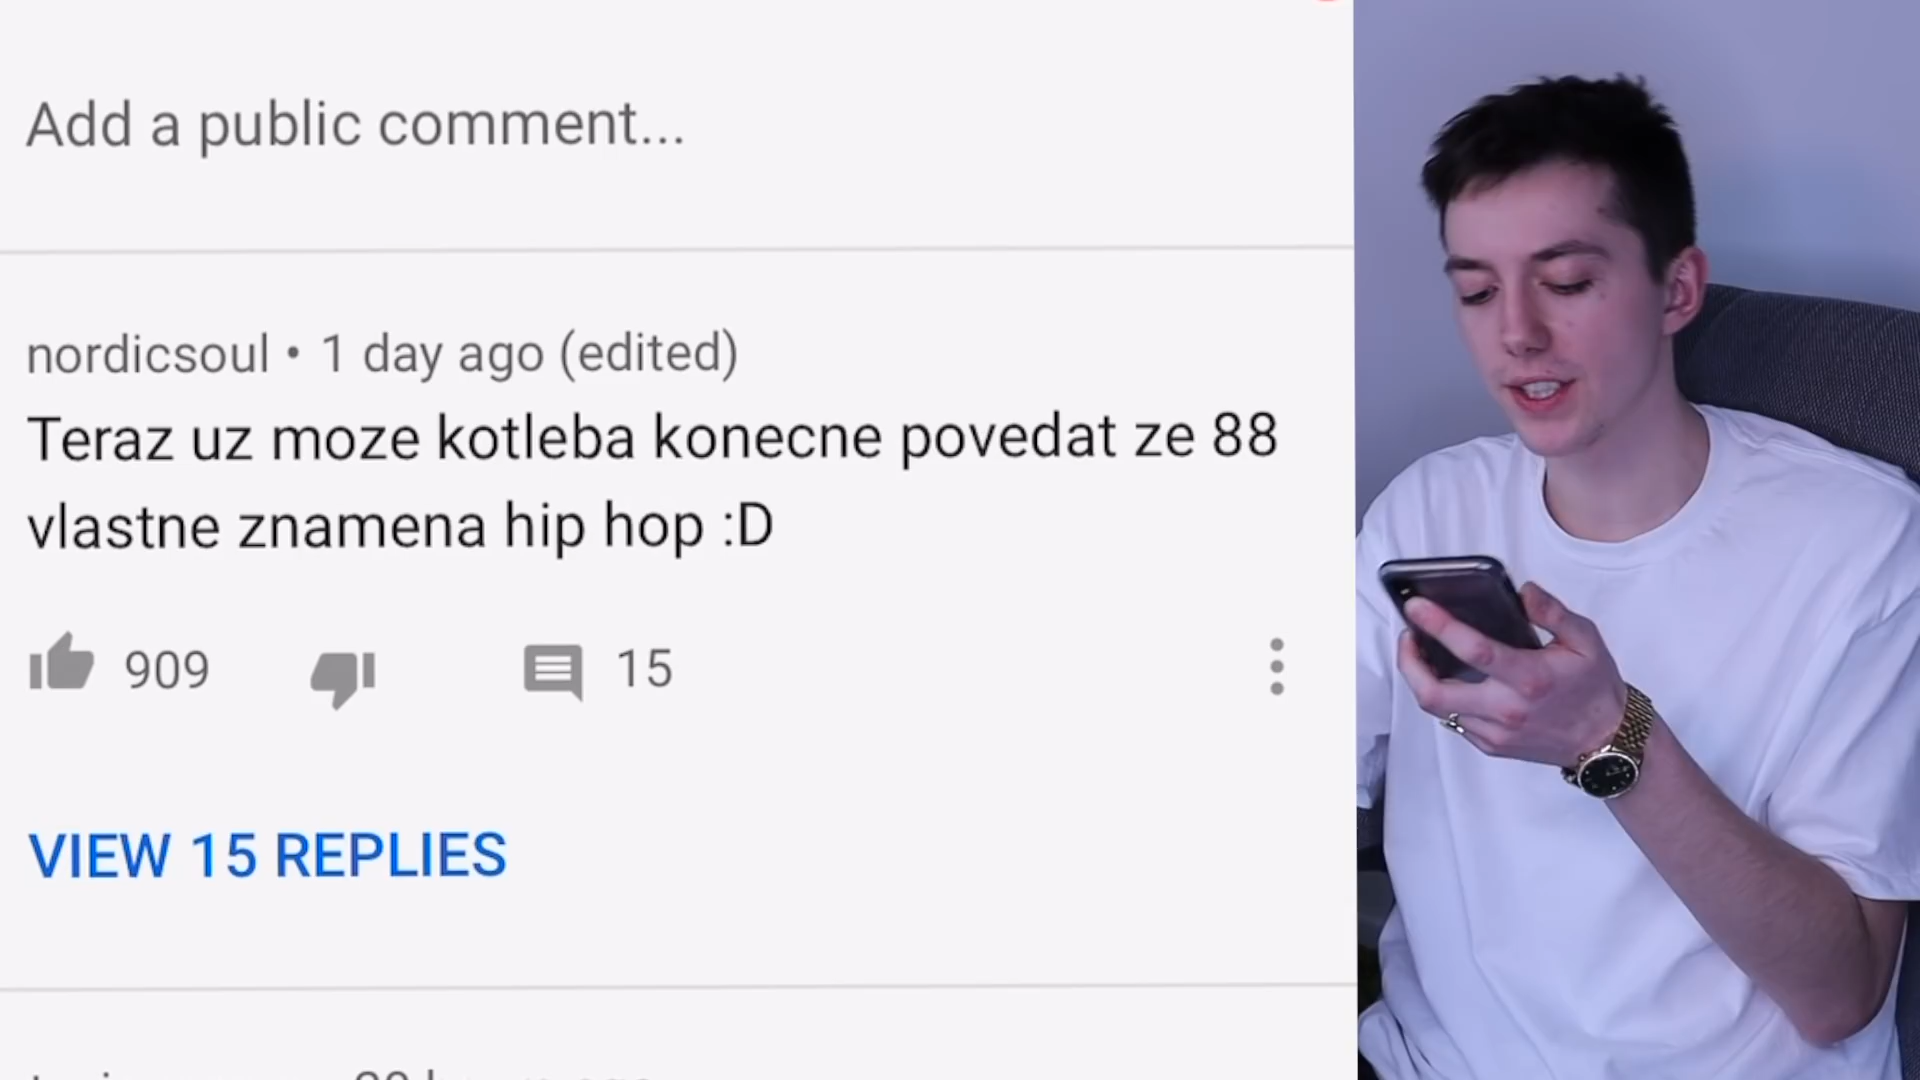 Add a public comment...
nordicsoul • 1 day ago (edited)
Teraz uz moze kotleba konecne povedat ze 88
vlastne znamena hip hop :D
909
15
VIEW 15 REPLIES